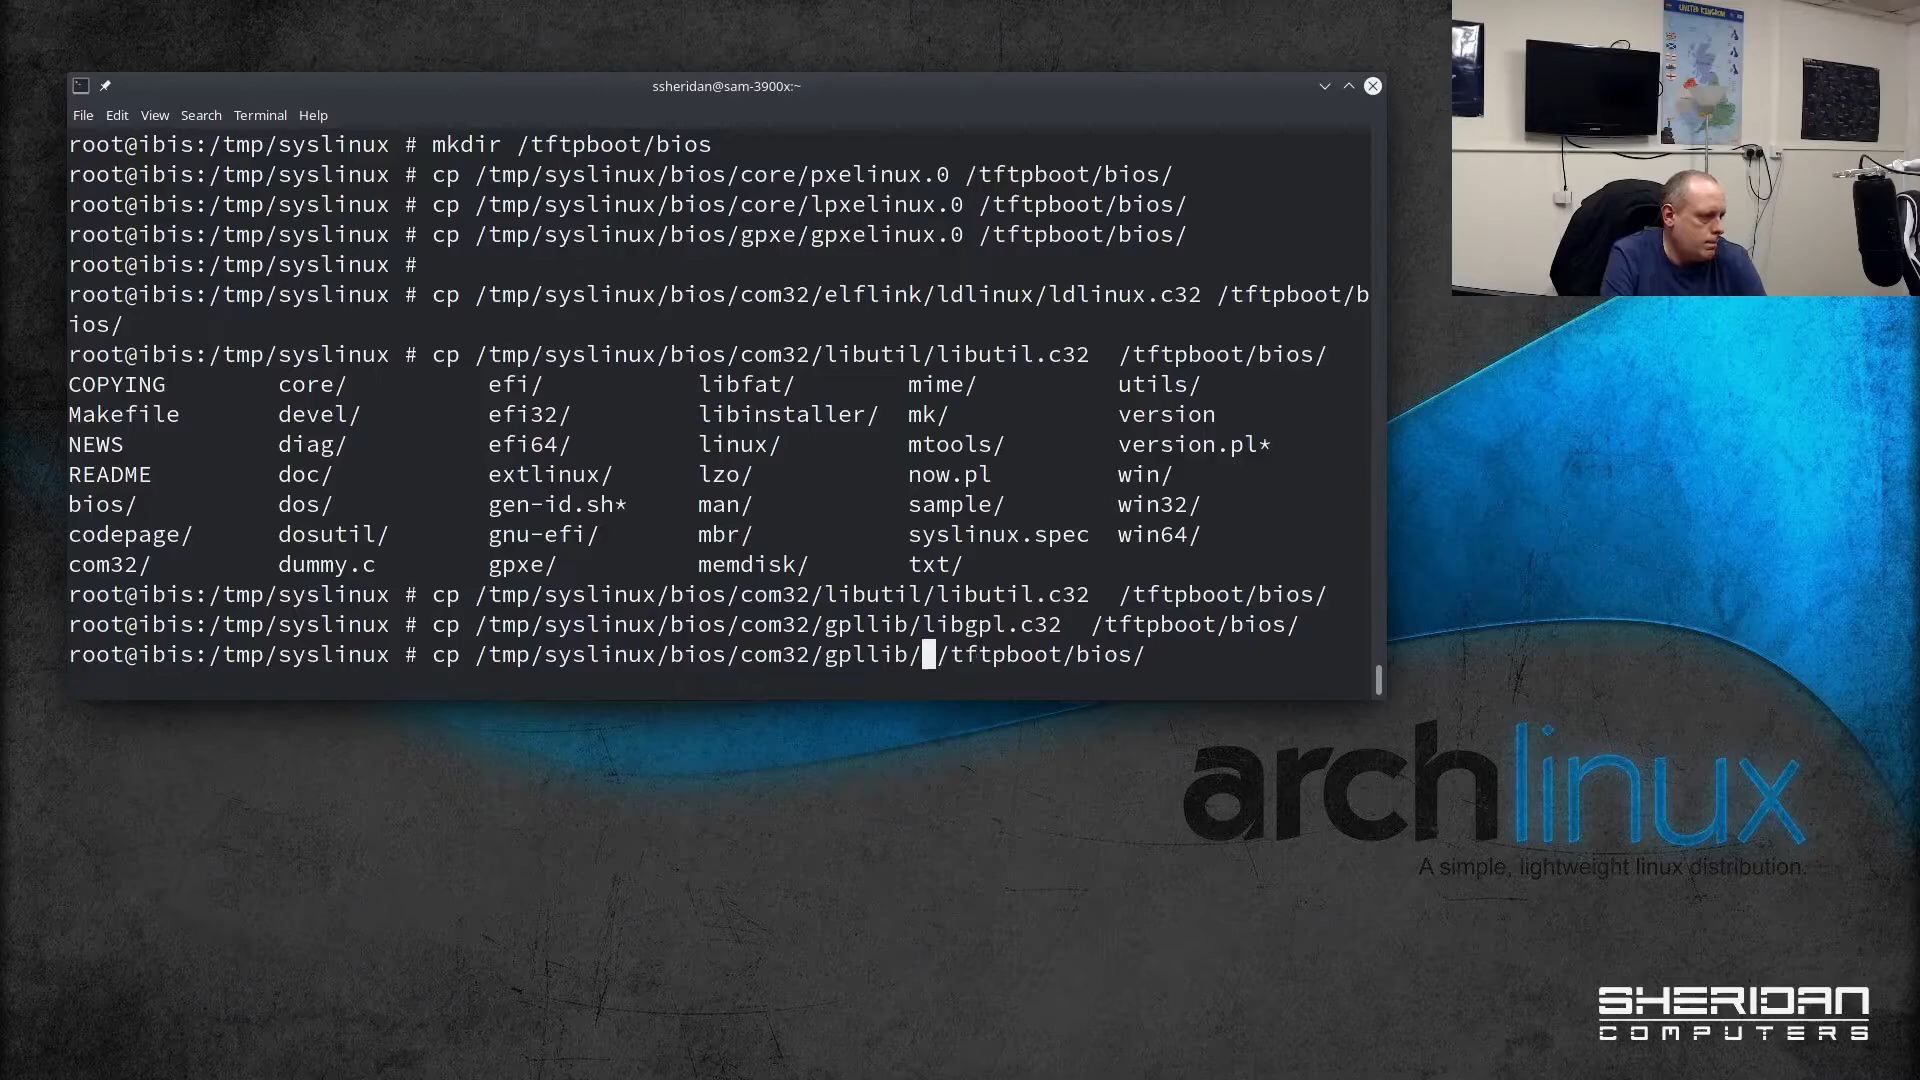 UNITED KINGDOM
ssheridan@sam-3900x:~
File Edit View Search Terminal Help
root@ibis:/tmp/syslinux # mkdir /tftpboot/bios
root@ibis:/tmp/syslinux # cp /tmp/syslinux/bios/core/pxelinux.0 /tftpboot/bios/
root@ibis:/tmp/syslinux # cp /tmp/syslinux/bios/core/lpxelinux.0 /tftpboot/bios/
root@ibis:/tmp/syslinux # cp /tmp/syslinux/bios/gpxe/gpxelinux.0 /tftpboot/bios/
root@ibis:/tmp/syslinux #
root@ibis:/tmp/syslinux # cp /tmp/syslinux/bios/com32/elflink/ldlinux/ldlinux.c32 /tftpboot/b
ios/
root@ibis:/tmp/syslinux # cp /tmp/syslinux/bios/com32/libutil/libutil.c32  /tftpboot/bios/
COPYING core/ efi/ libfat/ mime/ utils/
Makefile devel/ efi32/ libinstaller/ mk/ version
NEWS diag/ efi64/ linux/ mtools/ version.pl*
README doc/ extlinux/ lzo/ now.pl win/
bios/ dos/ gen-id.sh* man/ sample/ win32/
codepage/ dosutil/ gnu-efi/ mbr/ syslinux.spec win64/
com32/ dummy.c gpxe/ memdisk/ txt/
root@ibis:/tmp/syslinux # cp /tmp/syslinux/bios/com32/libutil/libutil.c32  /tftpboot/bios/
root@ibis:/tmp/syslinux # cp /tmp/syslinux/bios/com32/gpllib/libgpl.c32  /tftpboot/bios/
root@ibis:/tmp/syslinux # cp /tmp/syslinux/bios/com32/gpllib/ /tftpboot/bios/
archlinux
A simple, lightweight linux distribution.
SHERIDAN
COMPUTERS